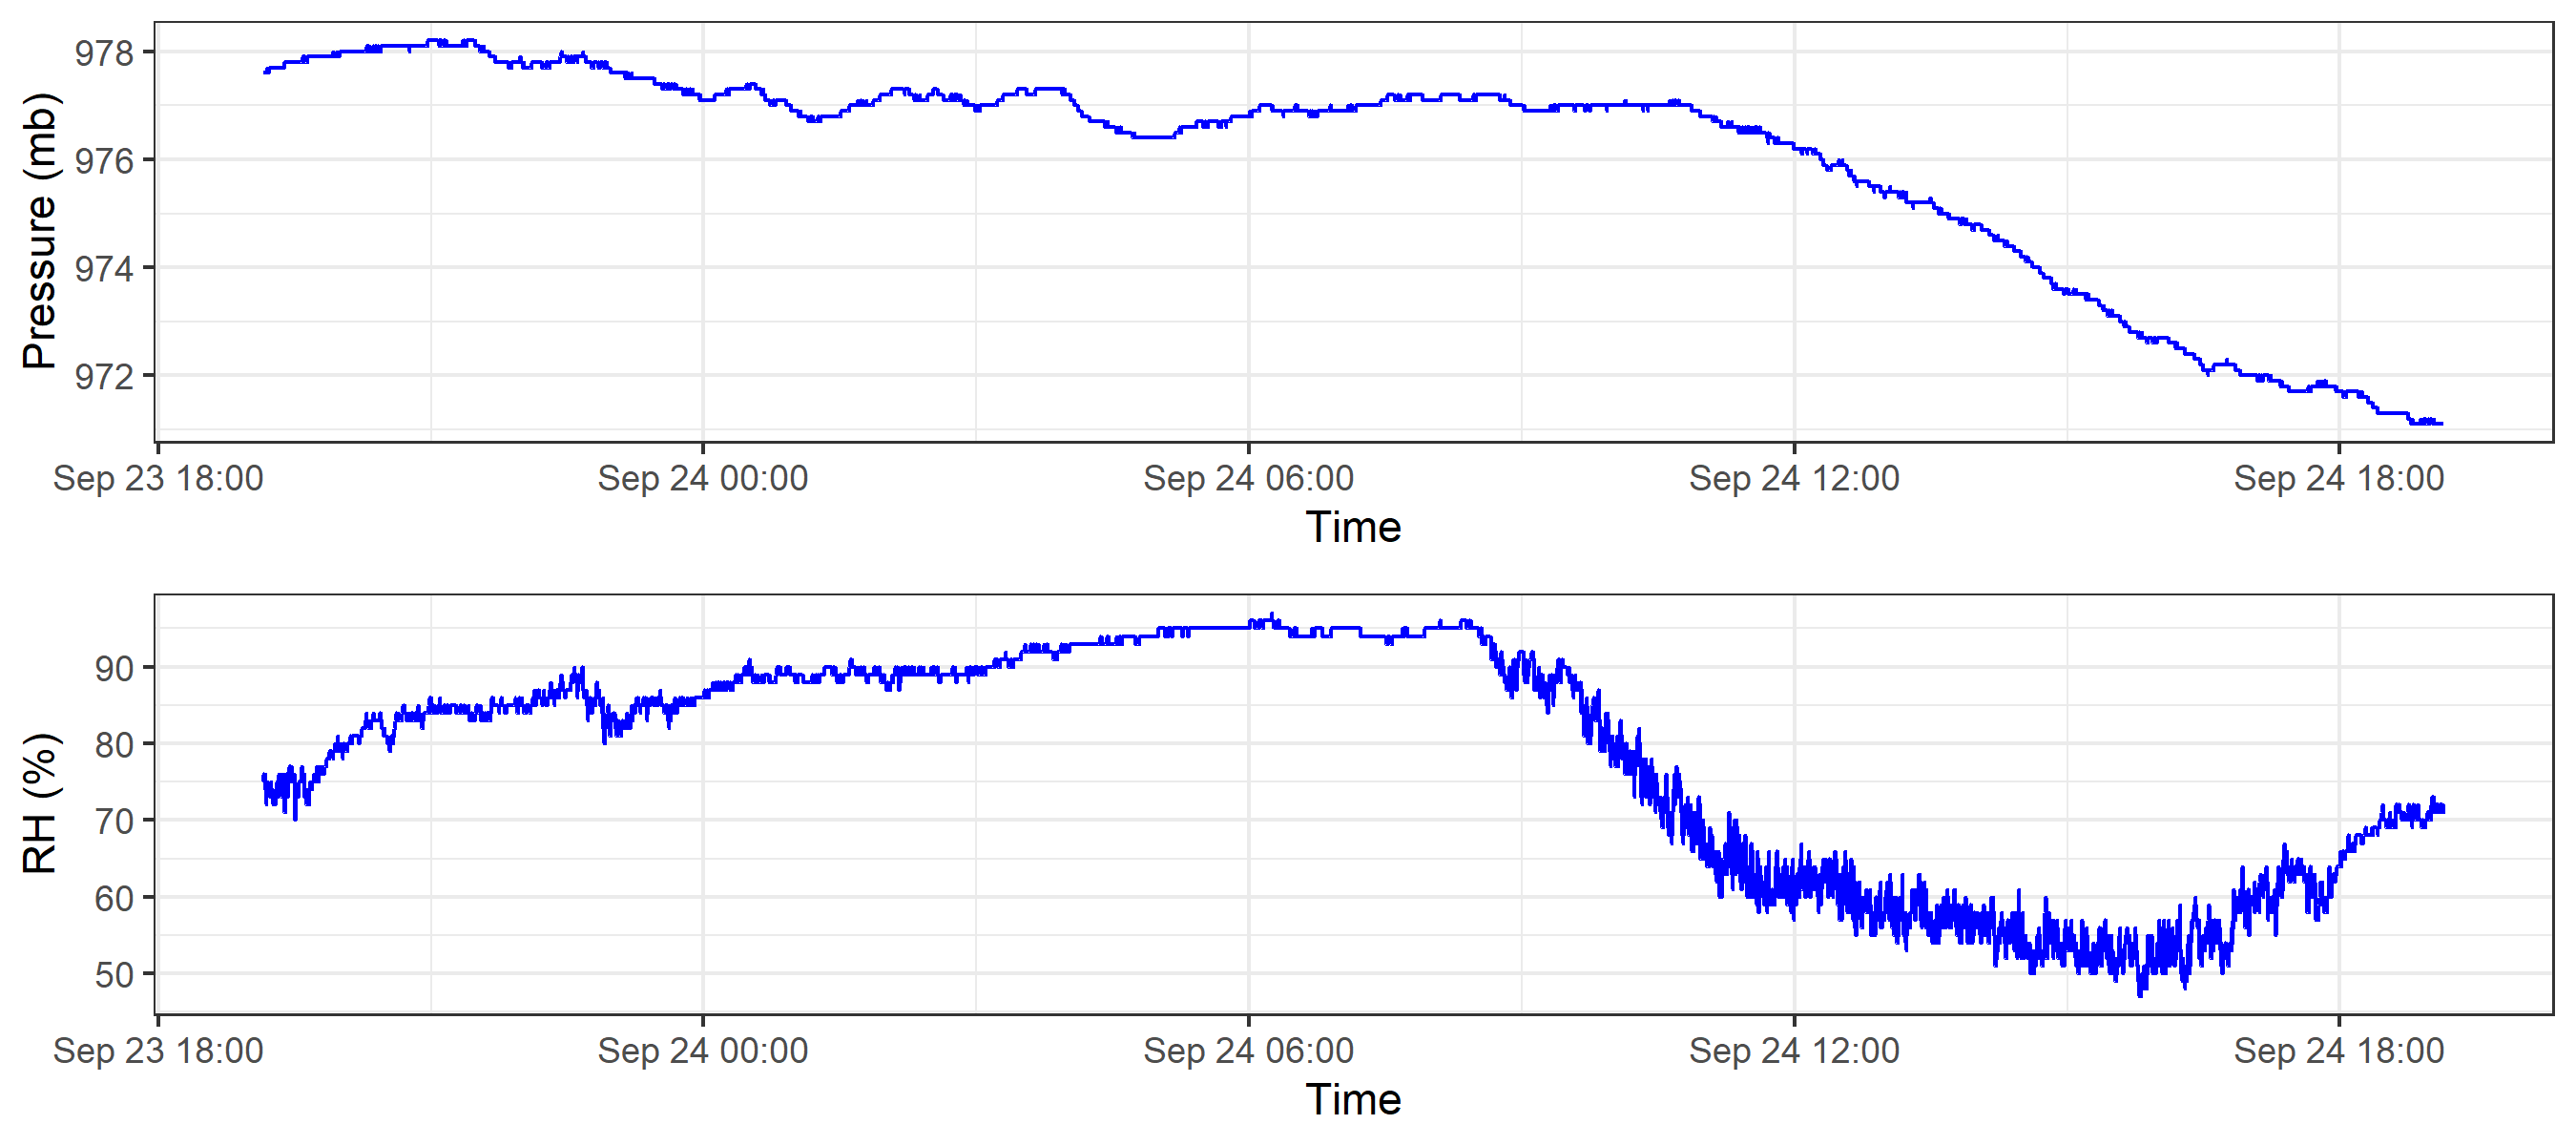 Pressure (mb)
978
976
974
972
Sep 23 18:00
Sep 24 00:00
Sep 24 06:00
Sep 24 12:00
Sep 24 18:00
Time
RH (%)
90
80
70
60
50
Sep 23 18:00
Sep 24 00:00
Sep 24 06:00
Sep 24 12:00
Sep 24 18:00
Time